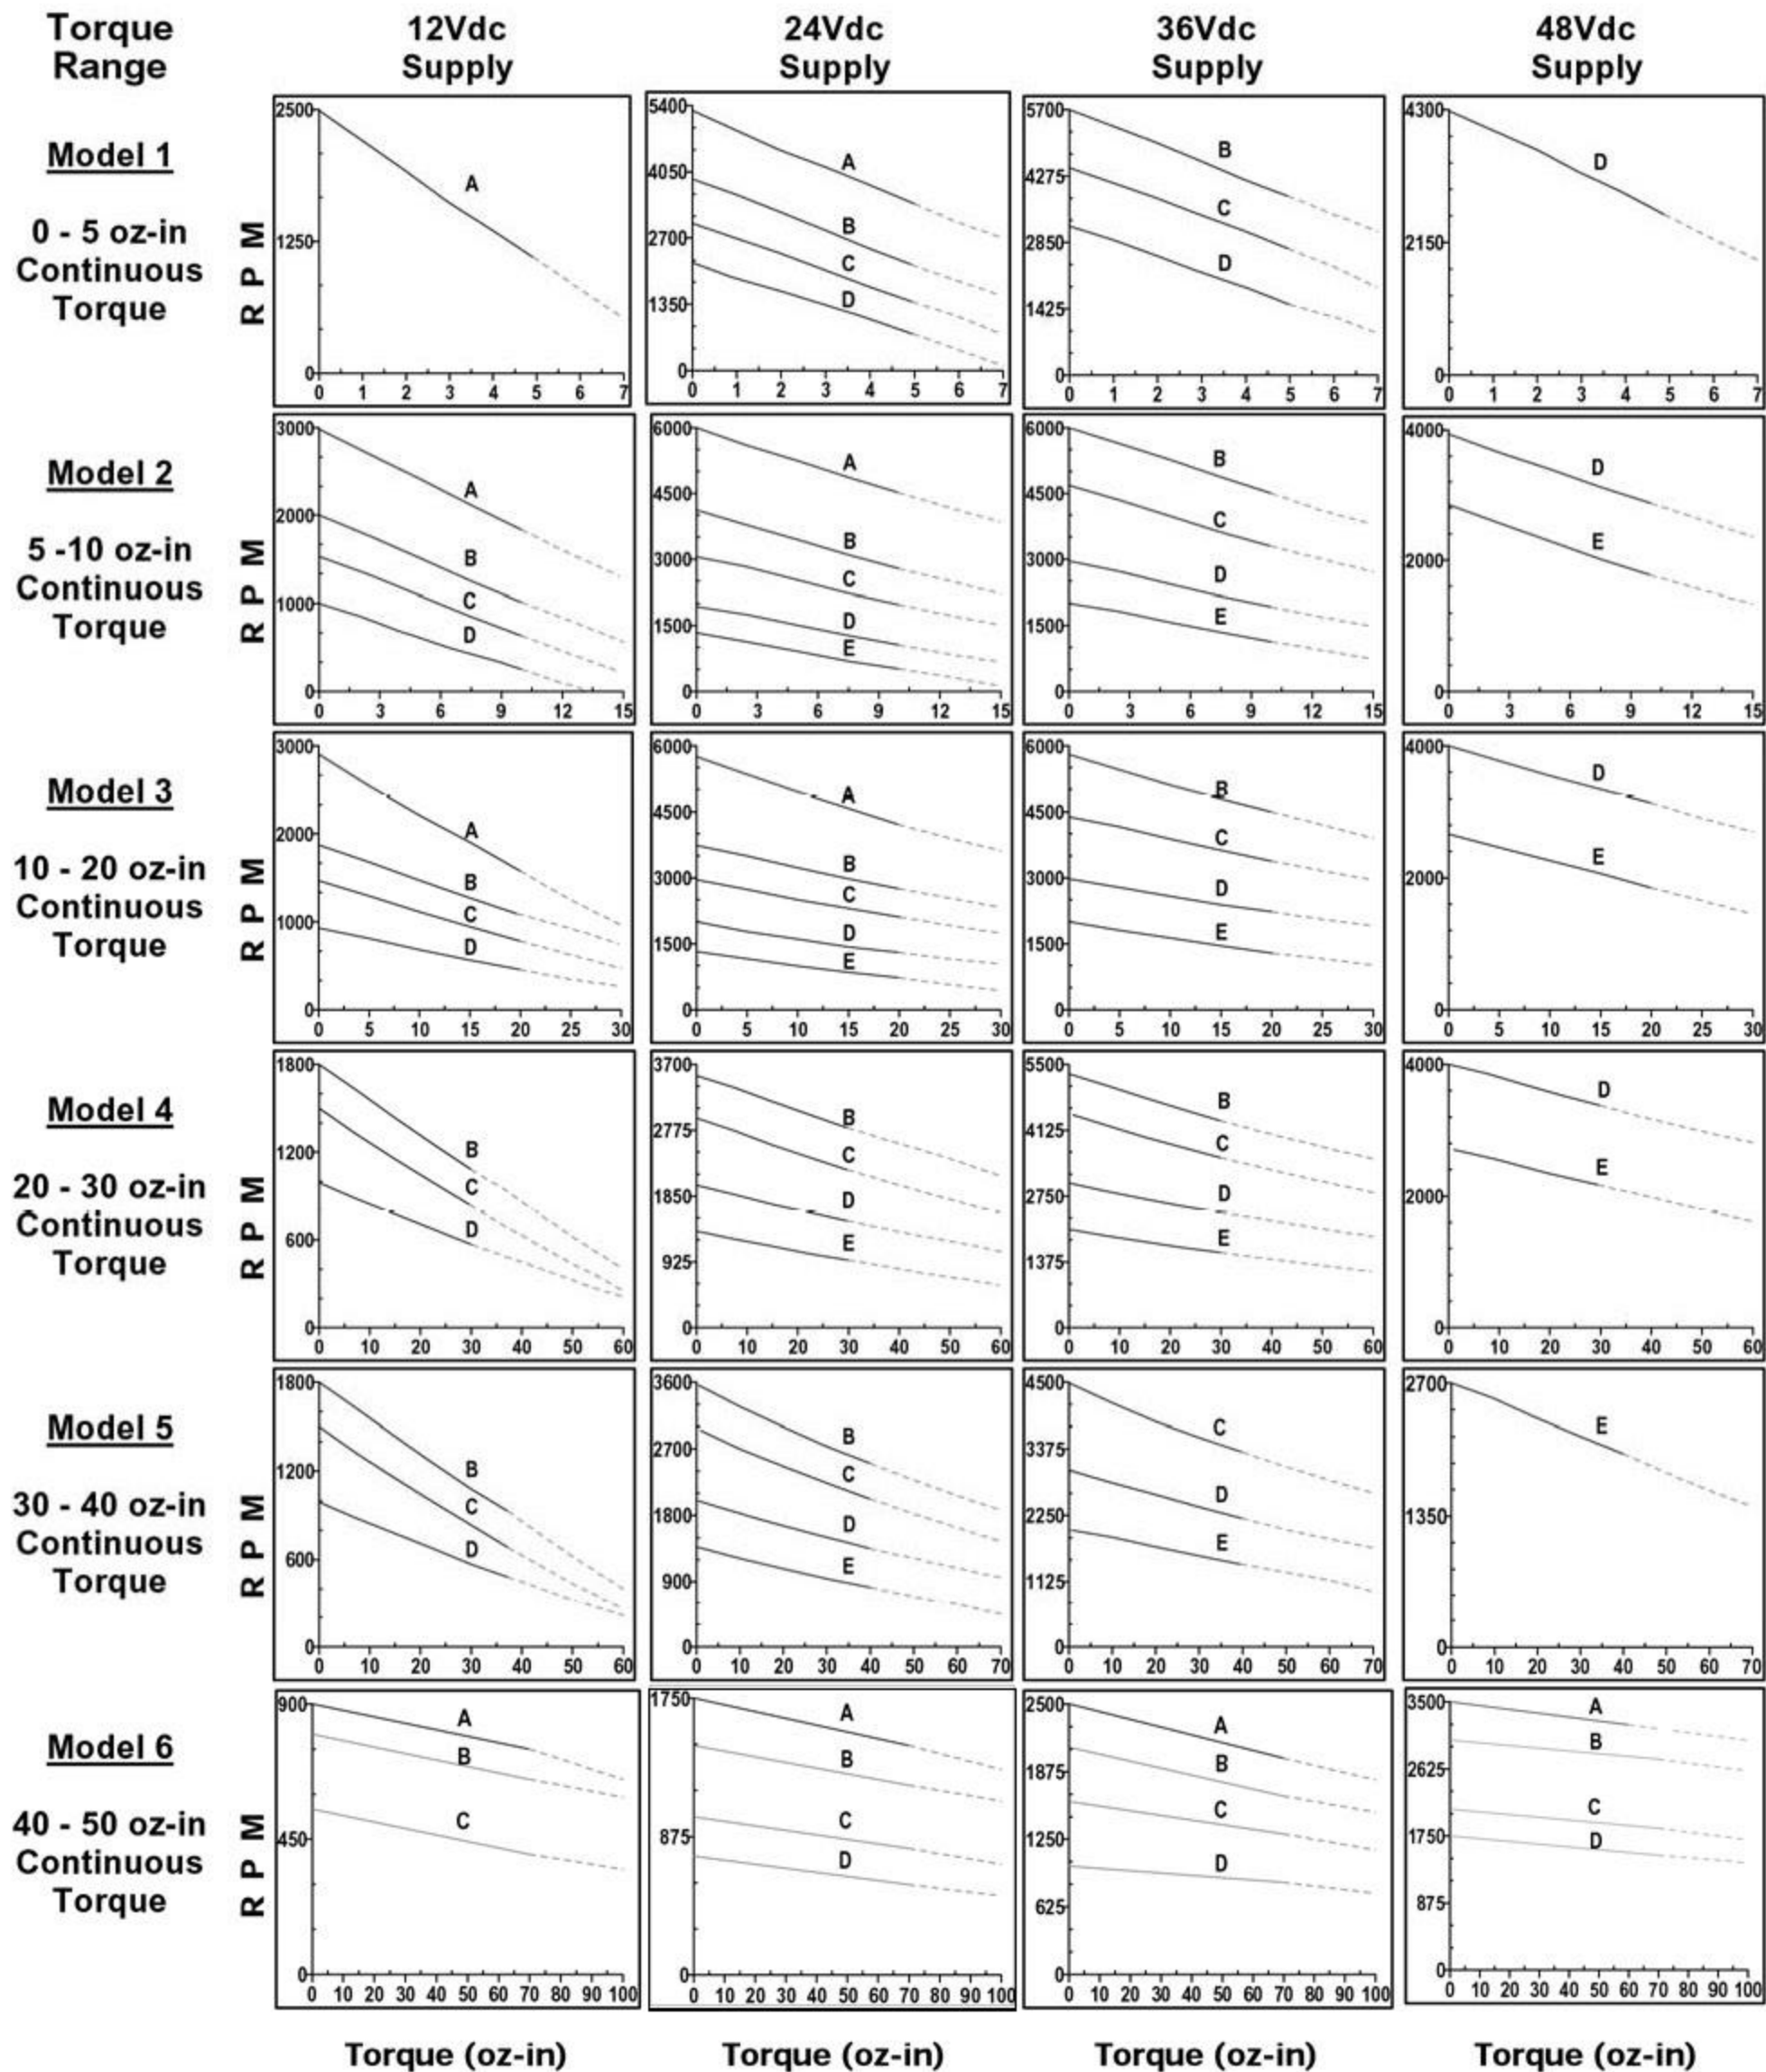 Torque
Range
12Vdc
Supply
24Vdc
Supply
36Vdc
Supply
48Vdc
Supply
Model 1
0 - 5 oz-in
Continuous
Torque
R P M
2500
1250
0
A
0 1 2 3 4 5 6 7
5400
4050
2700
1350
0
A
B
C
D
0 1 2 3 4 5 6 7
5700
4275
2850
1425
0
B
C
D
0 1 2 3 4 5 6 7
4300
2150
0
D
0 1 2 3 4 5 6 7
Model 2
5 -10 oz-in
Continuous
Torque
R P M
3000
2000
1000
0
A
B
C
D
0 3 6 9 12 15
6000
4500
3000
1500
0
A
B
C
D
E
0 3 6 9 12 15
6000
4500
3000
1500
0
B
C
D
E
0 3 6 9 12 15
4000
2000
0
D
E
0 3 6 9 12 15
Model 3
10 - 20 oz-in
Continuous
Torque
R P M
3000
2000
1000
0
A
B
C
D
0 5 10 15 20 25 30
6000
4500
3000
1500
0
A
B
C
D
E
0 5 10 15 20 25 30
6000
4500
3000
1500
0
B
C
D
E
0 5 10 15 20 25 30
4000
2000
0
D
E
0 5 10 15 20 25 30
Model 4
20 - 30 oz-in
Continuous
Torque
R P M
1800
1200
600
0
B
C
D
0 10 20 30 40 50 60
3700
2775
1850
925
0
B
C
D
E
0 10 20 30 40 50 60
5500
4125
2750
1375
0
B
C
D
E
0 10 20 30 40 50 60
4000
2000
0
D
E
0 10 20 30 40 50 60
Model 5
30 - 40 oz-in
Continuous
Torque
R P M
1800
1200
600
0
B
C
D
0 10 20 30 40 50 60
3600
2700
1800
900
0
B
C
D
E
0 10 20 30 40 50 60 70
4500
3375
2250
1125
0
C
D
E
0 10 20 30 40 50 60 70
2700
1350
0
E
0 10 20 30 40 50 60 70
Model 6
40 - 50 oz-in
Continuous
Torque
R P M
900
450
0
A
B
C
0 10 20 30 40 50 60 70 80 90 100
1750
875
0
A
B
C
D
0 10 20 30 40 50 60 70 80 90 100
2500
1875
1250
625
0
A
B
C
D
0 10 20 30 40 50 60 70 80 90 100
3500
2625
1750
875
0
A
B
C
D
0 10 20 30 40 50 60 70 80 90 100
Torque (oz-in)
Torque (oz-in)
Torque (oz-in)
Torque (oz-in)